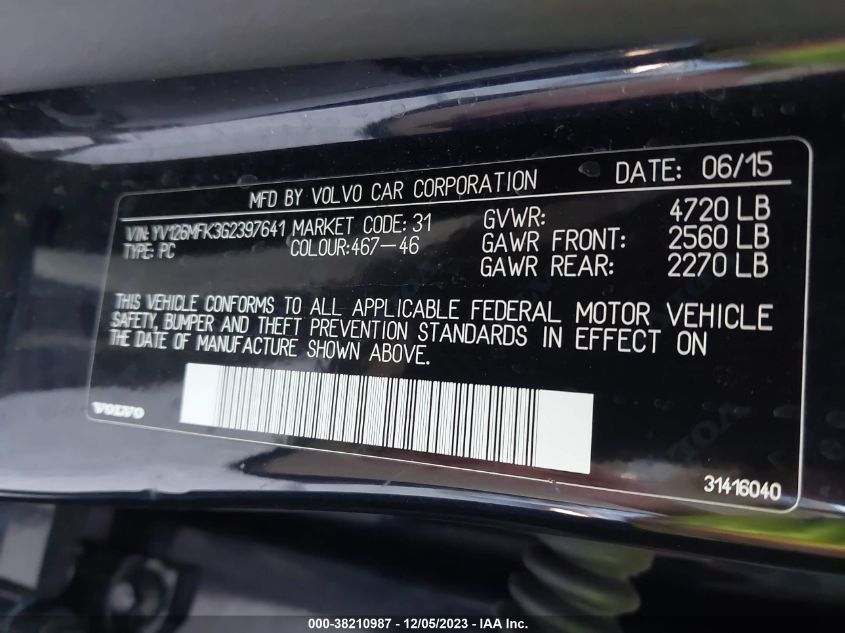 MFD BY VOLVO CAR CORPORATION DATE: 06/15
VIN: YV126MFK3G2397641 MARKET CODE: 31 GVWR: 4720 LB
TYPE: PC COLOUR:467-46 GAWR FRONT: 2560 LB
GAWR REAR: 2270 LB
THIS VEHICLE CONFORMS TO ALL APPLICABLE FEDERAL MOTOR VEHICLE
SAFETY, BUMPER AND THEFT PREVENTION STANDARDS IN EFFECT ON
THE DATE OF MANUFACTURE SHOWN ABOVE.
VOLVO
31416040
000-38210987 - 12/05/2023 - IAA Inc.